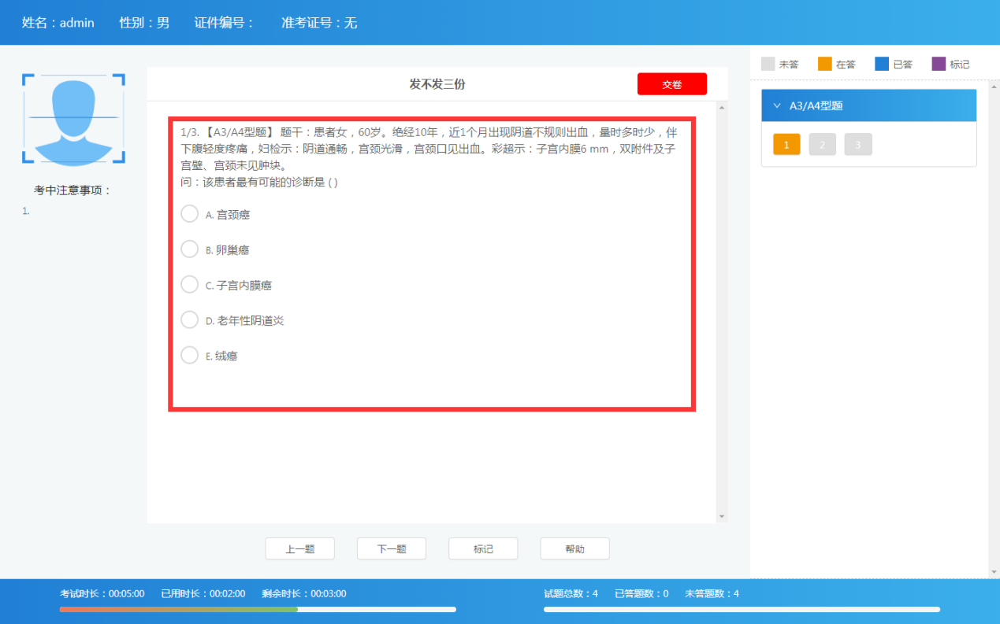 姓名：admin 性别：男 证件编号： 准考证号：无
考中注意事项：
1.
发不发三份
交卷
1/3. 【A3/A4型题】 题干：患者女，60岁。绝经10年，近1个月出现阴道不规则出血，量时多时少，伴
下腹轻度疼痛，妇检示：阴道通畅，宫颈光滑，宫颈口见出血。彩超示：子宫内膜6 mm，双附件及子
宫壁、宫颈未见肿块。
问：该患者最有可能的诊断是 ( )
A. 宫颈癌
B. 卵巢癌
C. 子宫内膜癌
D. 老年性阴道炎
E. 绒癌
上一题 下一题 标记 帮助
未答 在答 已答 标记
A3/A4型题
1 2 3
考试时长：00:05:00 已用时长：00:02:00 剩余时长：00:03:00
试题总数：4 已答题数：0 未答题数：4